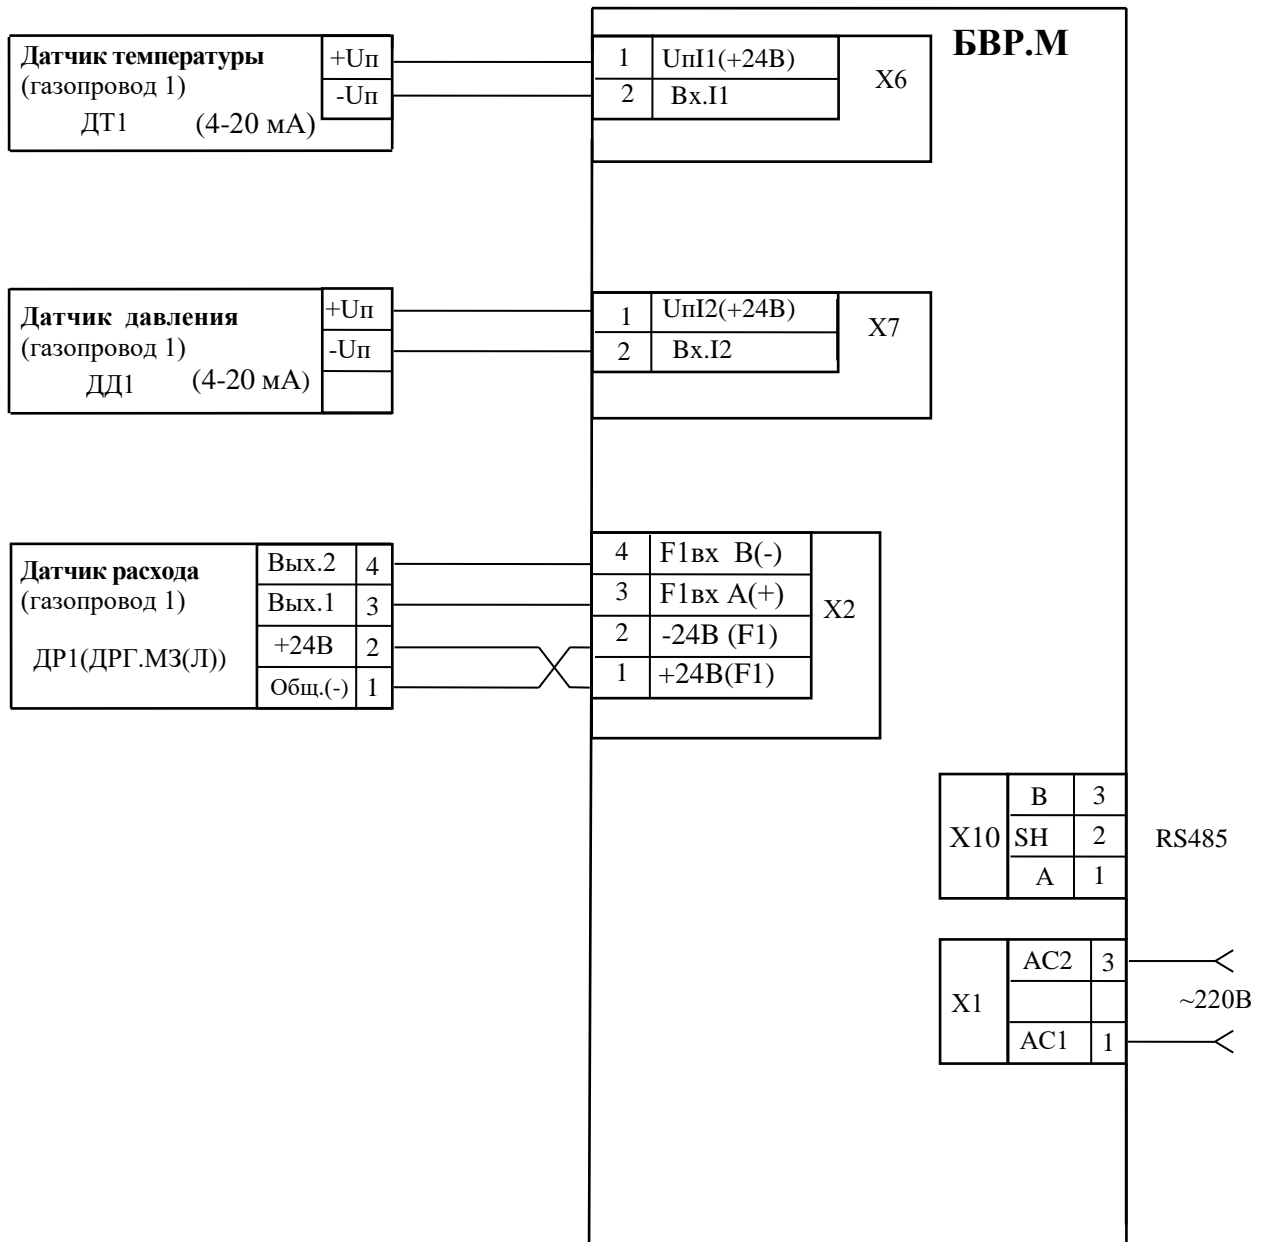 БВР.М
Датчик температуры
(газопровод 1)
ДТ1 (4-20 мА)
+Uп
-Uп
1 UпI1(+24В)
2 Вх.I1
X6
Датчик давления
(газопровод 1)
ДД1 (4-20 мА)
+Uп
-Uп
1 UпI2(+24В)
2 Вх.I2
X7
Датчик расхода
(газопровод 1)
ДР1(ДРГ.МЗ(Л))
Вых.2 4
Вых.1 3
+24В 2
Общ.(-) 1
4 F1вх В(-)
3 F1вх А(+)
2 -24В (F1)
1 +24В(F1)
X2
X10
B 3
SH 2
A 1
RS485
X1
AC2 3
AC1 1
~220В